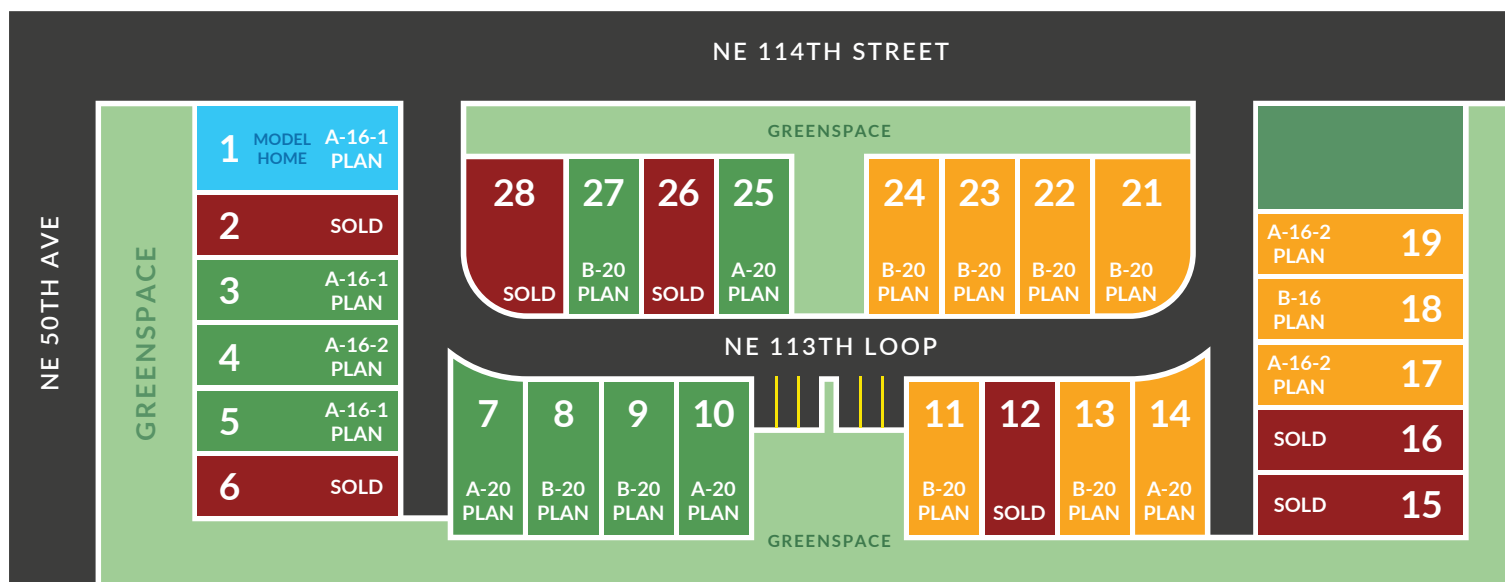 NE 114TH STREET
NE 50TH AVE
GREENSPACE
1
MODEL
HOME
A-16-1
PLAN
2
SOLD
3
A-16-1
PLAN
4
A-16-2
PLAN
5
A-16-1
PLAN
6
SOLD
GREENSPACE
28
SOLD
27
B-20
PLAN
26
SOLD
25
A-20
PLAN
24
B-20
PLAN
23
B-20
PLAN
22
B-20
PLAN
21
B-20
PLAN
NE 113TH LOOP
7
A-20
PLAN
8
B-20
PLAN
9
B-20
PLAN
10
A-20
PLAN
GREENSPACE
11
B-20
PLAN
12
SOLD
13
B-20
PLAN
14
A-20
PLAN
A-16-2
PLAN
19
B-16
PLAN
18
A-16-2
PLAN
17
SOLD
16
SOLD
15